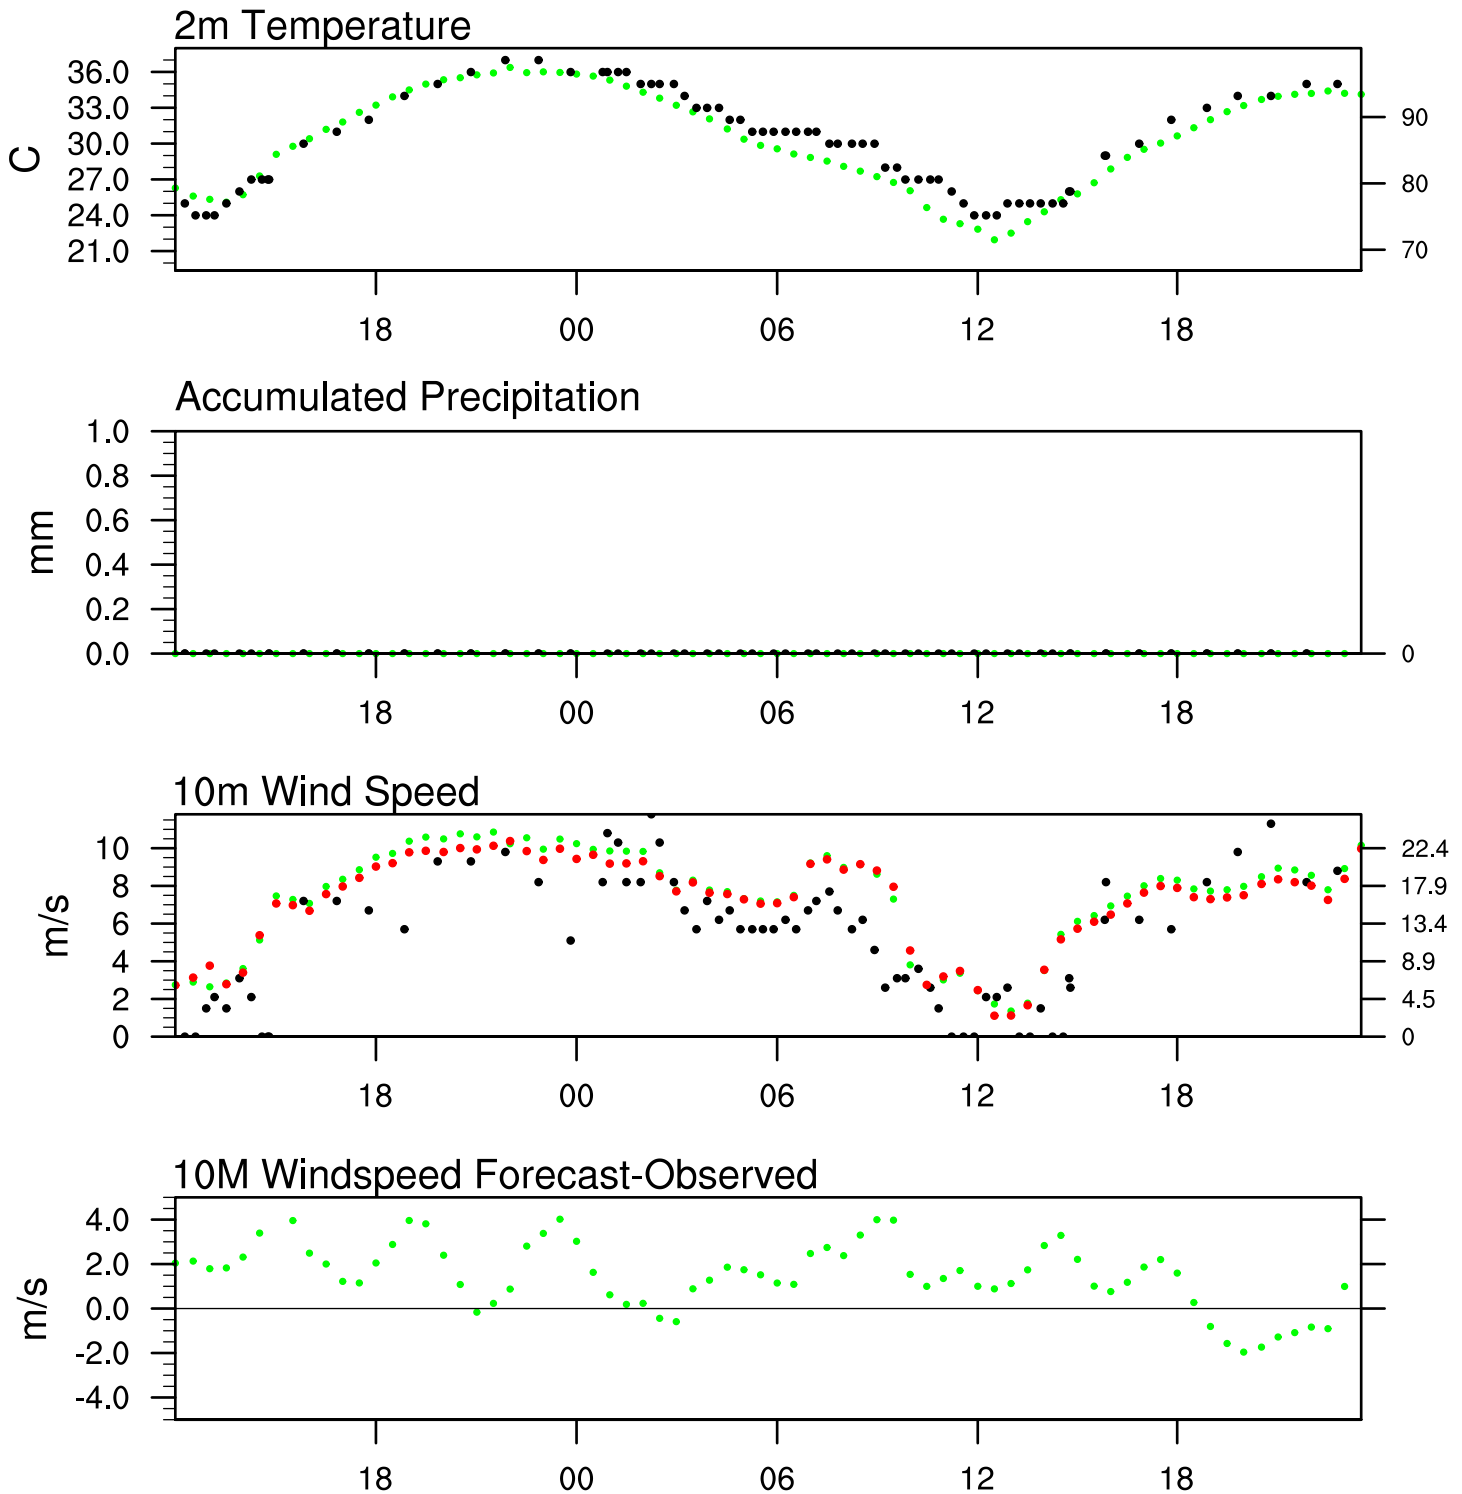 2m Temperature
36.0
33.0
30.0
27.0
24.0
21.0
C
90
80
70
18 00 06 12 18
Accumulated Precipitation
1.0
0.8
0.6
0.4
0.2
0.0
mm
0
18 00 06 12 18
10m Wind Speed
10
8
6
4
2
0
m/s
22.4
17.9
13.4
8.9
4.5
0
18 00 06 12 18
10M Windspeed Forecast-Observed
4.0
2.0
0.0
-2.0
-4.0
m/s
18 00 06 12 18